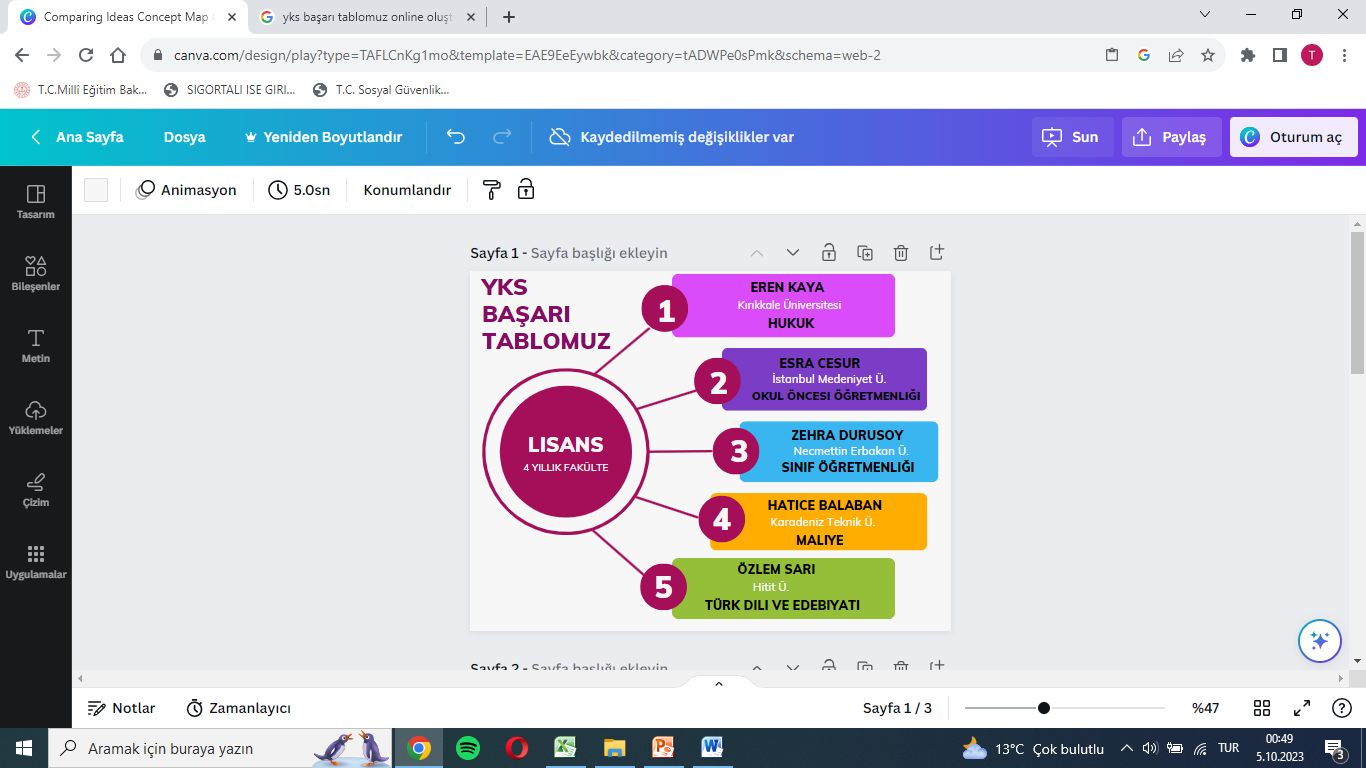 Comparing Ideas Concept Map
yks başarı tablomuz online oluşt
canva.com/design/play?type=TAFLCnKg1mo&template=EAE9EeEywbk&category=tADWPe0sPmk&schema=web-2
T
T.C.Millî Eğitim Bak...
SIGORTALI ISE GIRI...
T.C. Sosyal Güvenlik...
Ana Sayfa
Dosya
Yeniden Boyutlandır
Kaydedilmemiş değişiklikler var
Sun
Paylaş
Oturum aç
Animasyon
5.0sn
Konumlandır
Tasarım
Bileşenler
Metin
Yüklemeler
Çizim
Uygulamalar
Sayfa 1 - Sayfa başlığı ekleyin
YKS
BAŞARI
TABLOMUZ
LISANS
4 YILLIK FAKÜLTE
1
EREN KAYA
Kırıkkale Üniversitesi
HUKUK
2
ESRA CESUR
İstanbul Medeniyet Ü.
OKUL ÖNCESI ÖĞRETMENLIĞI
3
ZEHRA DURUSOY
Necmettin Erbakan Ü.
SINIF ÖĞRETMENLIĞI
4
HATICE BALABAN
Karadeniz Teknik Ü.
MALIYE
5
ÖZLEM SARI
Hitit Ü.
TÜRK DILI VE EDEBIYATI
Sayfa 2 - Sayfa başlığı ekleyin
Notlar
Zamanlayıcı
Sayfa 1 / 3
%47
Aramak için buraya yazın
13°C Çok bulutlu
TUR
00:49
5.10.2023
3